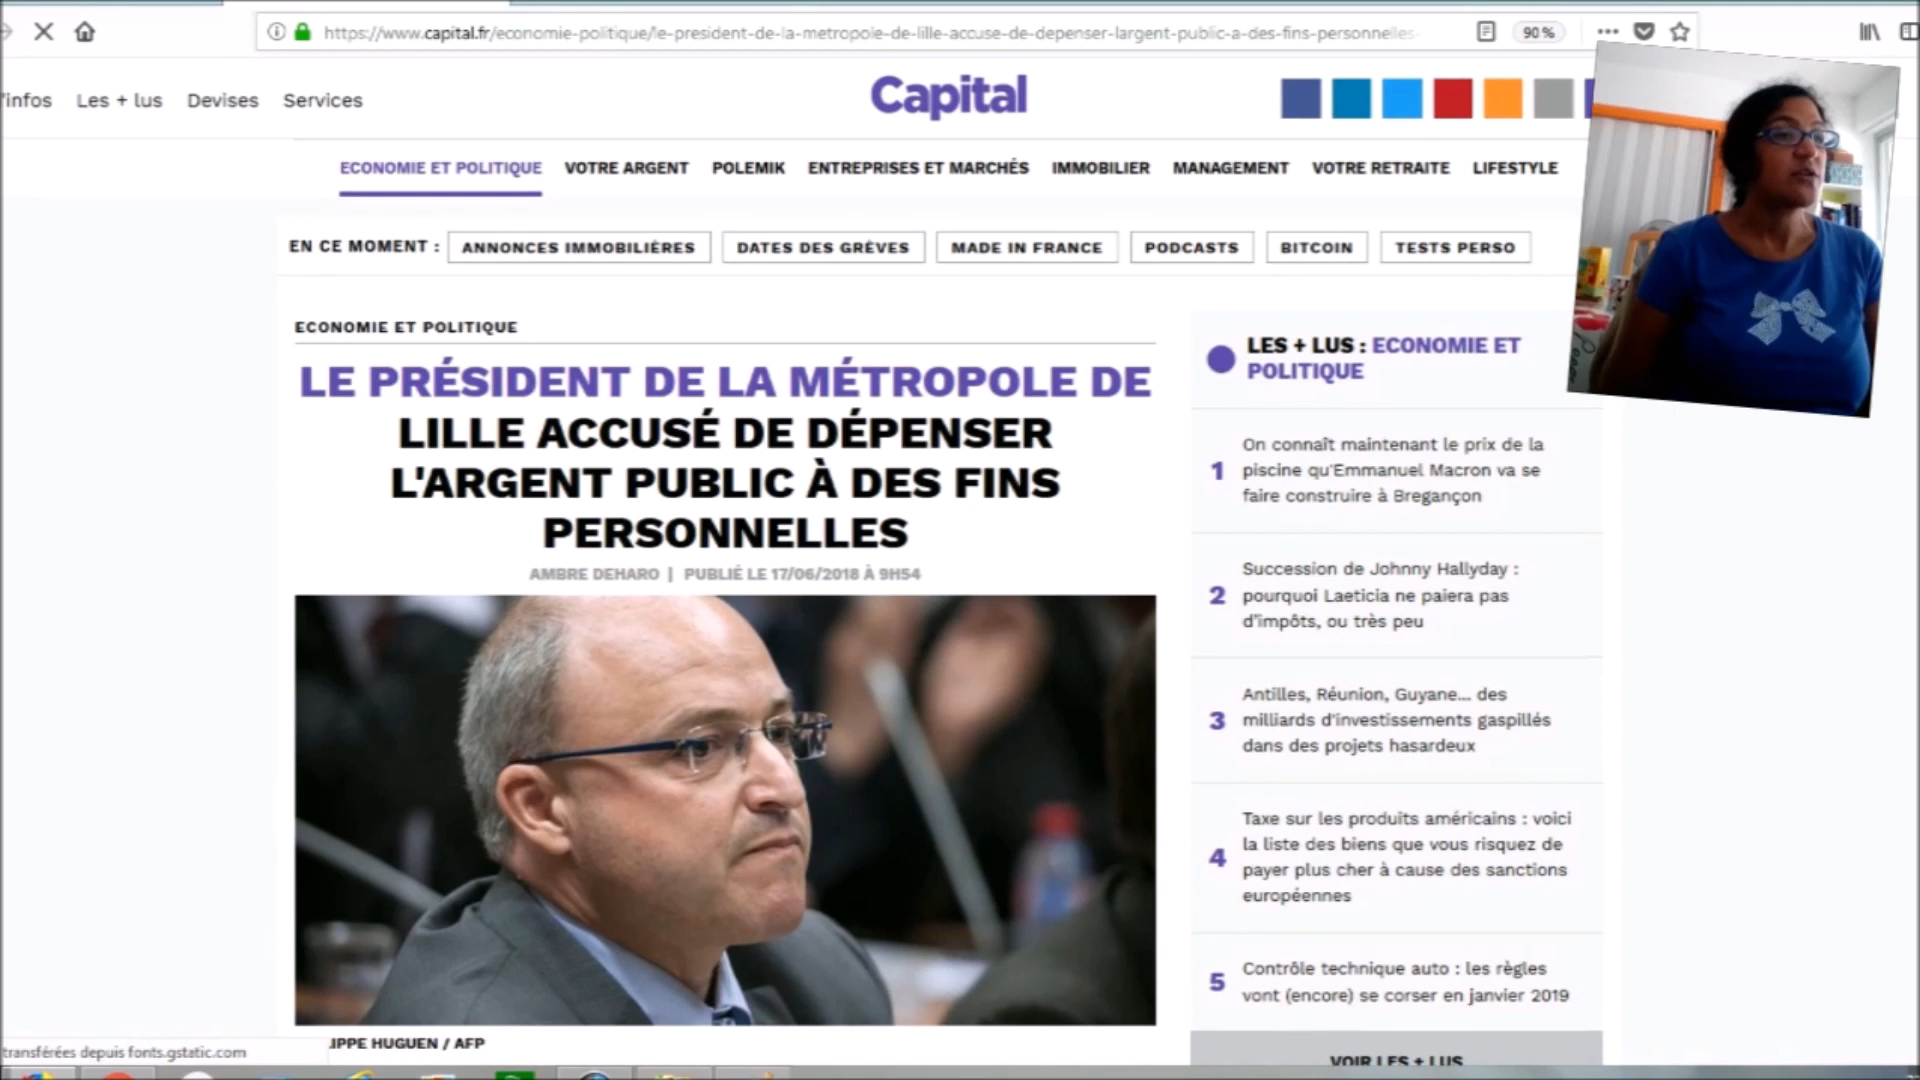 https://www.capital.fr/economie-politique/le-president-de-la-metropole-de-lille-accuse-de-depenser-largent-public-a-des-fins-personnelles-
90 %
'infos Les + lus Devises Services
Capital
ECONOMIE ET POLITIQUE VOTRE ARGENT POLEMIK ENTREPRISES ET MARCHÉS IMMOBILIER MANAGEMENT VOTRE RETRAITE LIFESTYLE
EN CE MOMENT : ANNONCES IMMOBILIÈRES DATES DES GRÈVES MADE IN FRANCE PODCASTS BITCOIN TESTS PERSO
ECONOMIE ET POLITIQUE
LE PRÉSIDENT DE LA MÉTROPOLE DE
LILLE ACCUSÉ DE DÉPENSER
L'ARGENT PUBLIC À DES FINS
PERSONNELLES
AMBRE DEHARO | PUBLIÉ LE 17/06/2018 À 9H54
IPPE HUGUEN / AFP
LES + LUS : ECONOMIE ET
POLITIQUE
1
On connaît maintenant le prix de la
piscine qu'Emmanuel Macron va se
faire construire à Bregançon
2
Succession de Johnny Hallyday :
pourquoi Laeticia ne paiera pas
d'impôts, ou très peu
3
Antilles, Réunion, Guyane... des
milliards d'investissements gaspillés
dans des projets hasardeux
4
Taxe sur les produits américains : voici
la liste des biens que vous risquez de
payer plus cher à cause des sanctions
européennes
5
Contrôle technique auto : les règles
vont (encore) se corser en janvier 2019
VOIR LES + LUS
transférées depuis fonts.gstatic.com